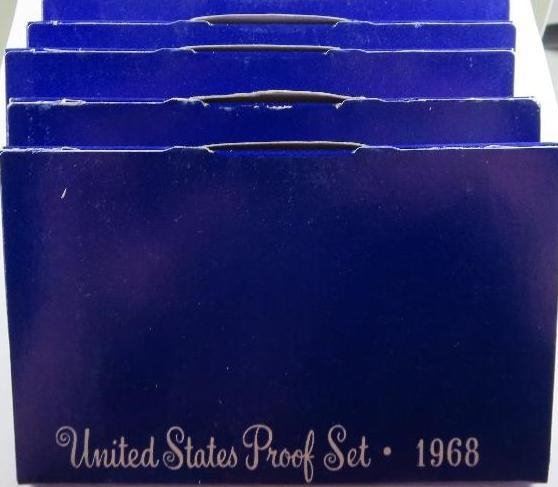 United States Proof Set • 1968